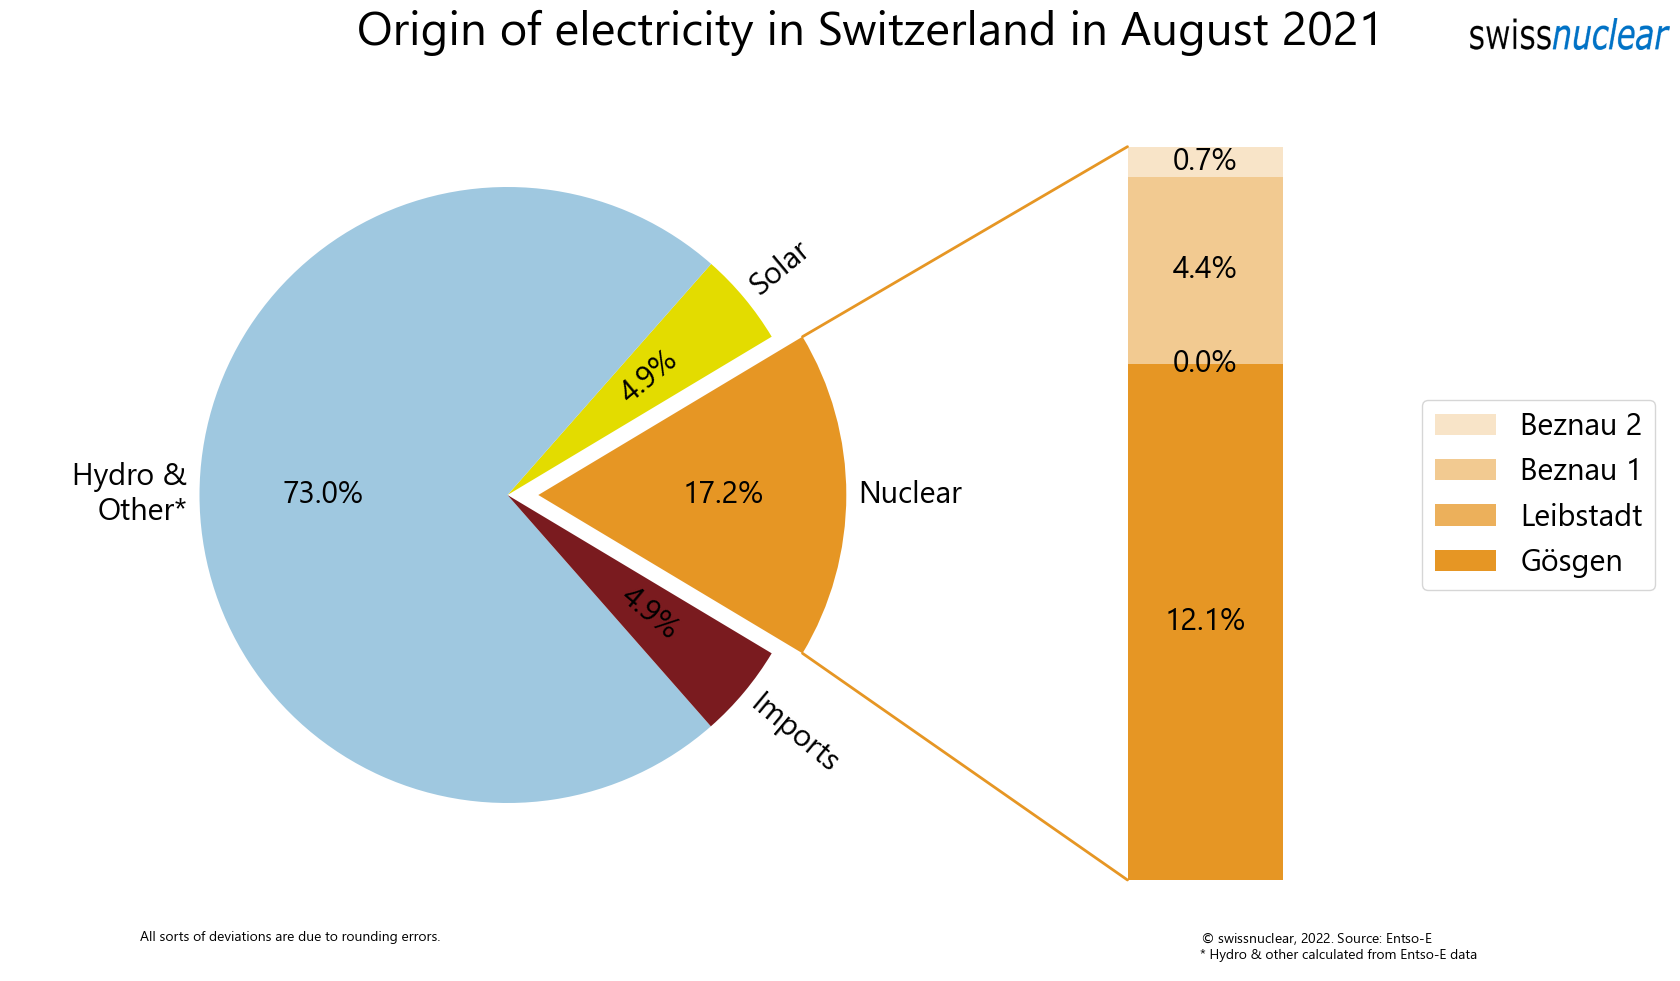 Origin of electricity in Switzerland in August 2021
swissnuclear
0.7%
Solar
4.4%
4.9%
0.0%
Beznau 2
Beznau 1
Leibstadt
Gösgen
Hydro &
Other*
73.0%
17.2%
Nuclear
4.9%
12.1%
Imports
All sorts of deviations are due to rounding errors.
© swissnuclear, 2022. Source: Entso-E
* Hydro & other calculated from Entso-E data